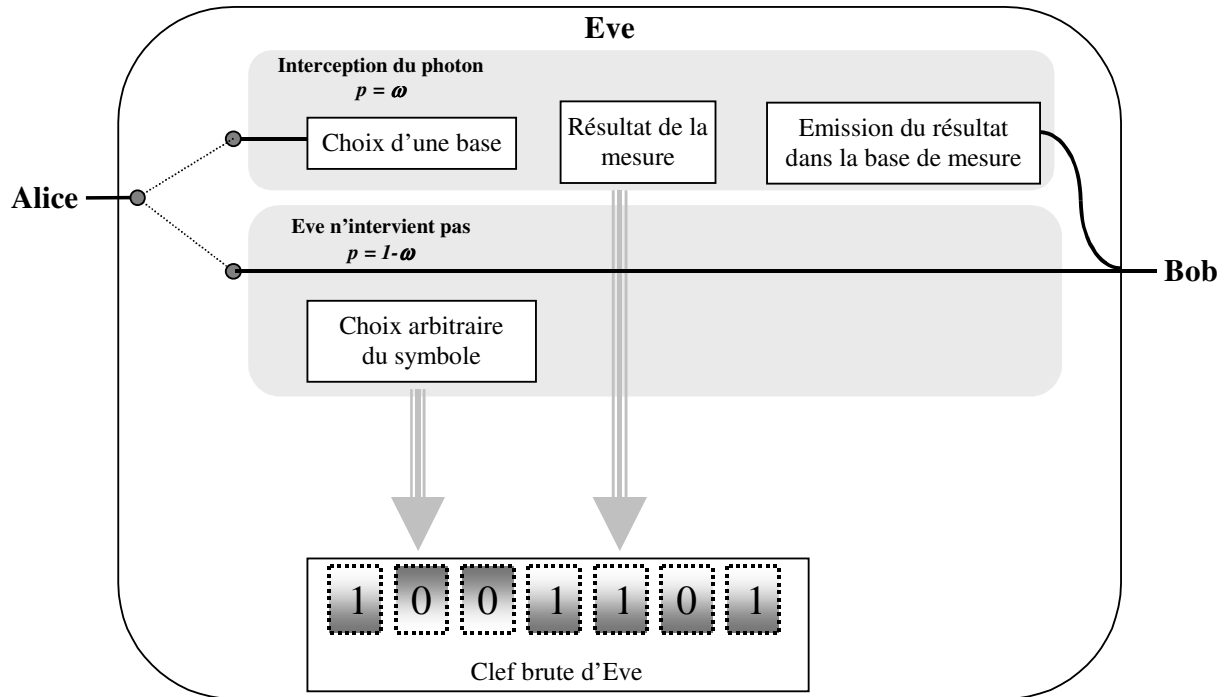 Eve
Interception du photon
p = ω
Choix d’une base
Résultat de la
mesure
Emission du résultat
dans la base de mesure
Alice
Eve n’intervient pas
p = 1-ω
Bob
Choix arbitraire
du symbole
1 0 0 1 1 0 1
Clef brute d’Eve